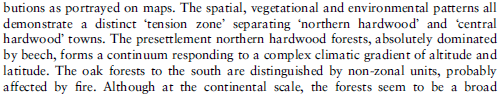 butions as portrayed on maps. The spatial, vegetational and environmental patterns all
demonstrate a distinct ‘tension zone’ separating ‘northern hardwood’ and ‘central
hardwood’ towns. The presettlement northern hardwood forests, absolutely dominated
by beech, forms a continuum responding to a complex climatic gradient of altitude and
latitude. The oak forests to the south are distinguished by non-zonal units, probably
affected by fire. Although at the continental scale, the forests seem to be a broad